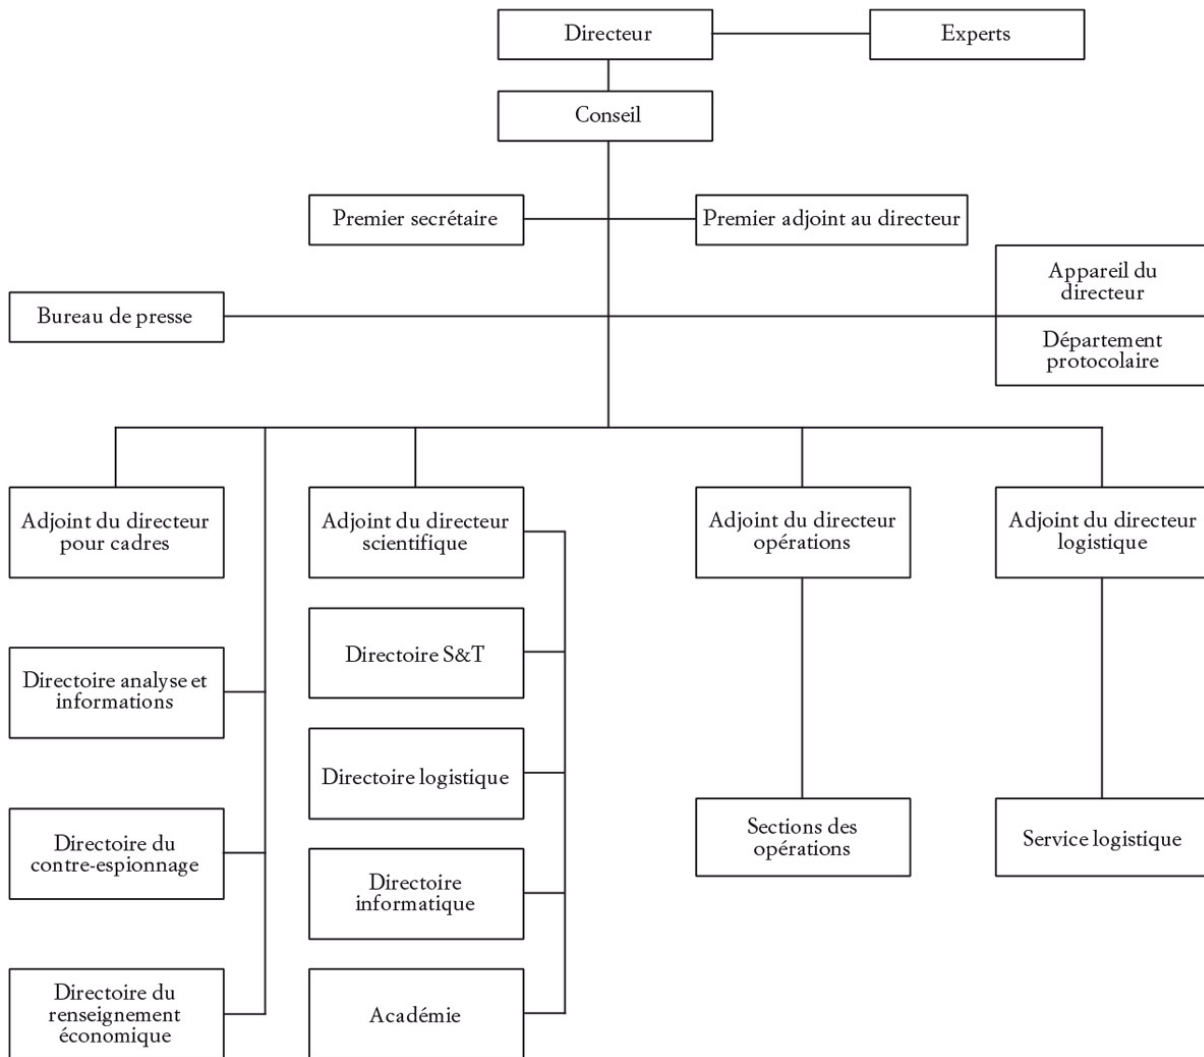 Directeur
Experts
Conseil
Premier secrétaire
Premier adjoint au directeur
Appareil du
directeur
Bureau de presse
Département
protocolaire
Adjoint du directeur
pour cadres
Adjoint du directeur
scientifique
Adjoint du directeur
opérations
Adjoint du directeur
logistique
Directoire analyse et
informations
Directoire S&T
Directoire logistique
Directoire du
contre-espionnage
Sections des
opérations
Service logistique
Directoire
informatique
Directoire du
renseignement
économique
Académie